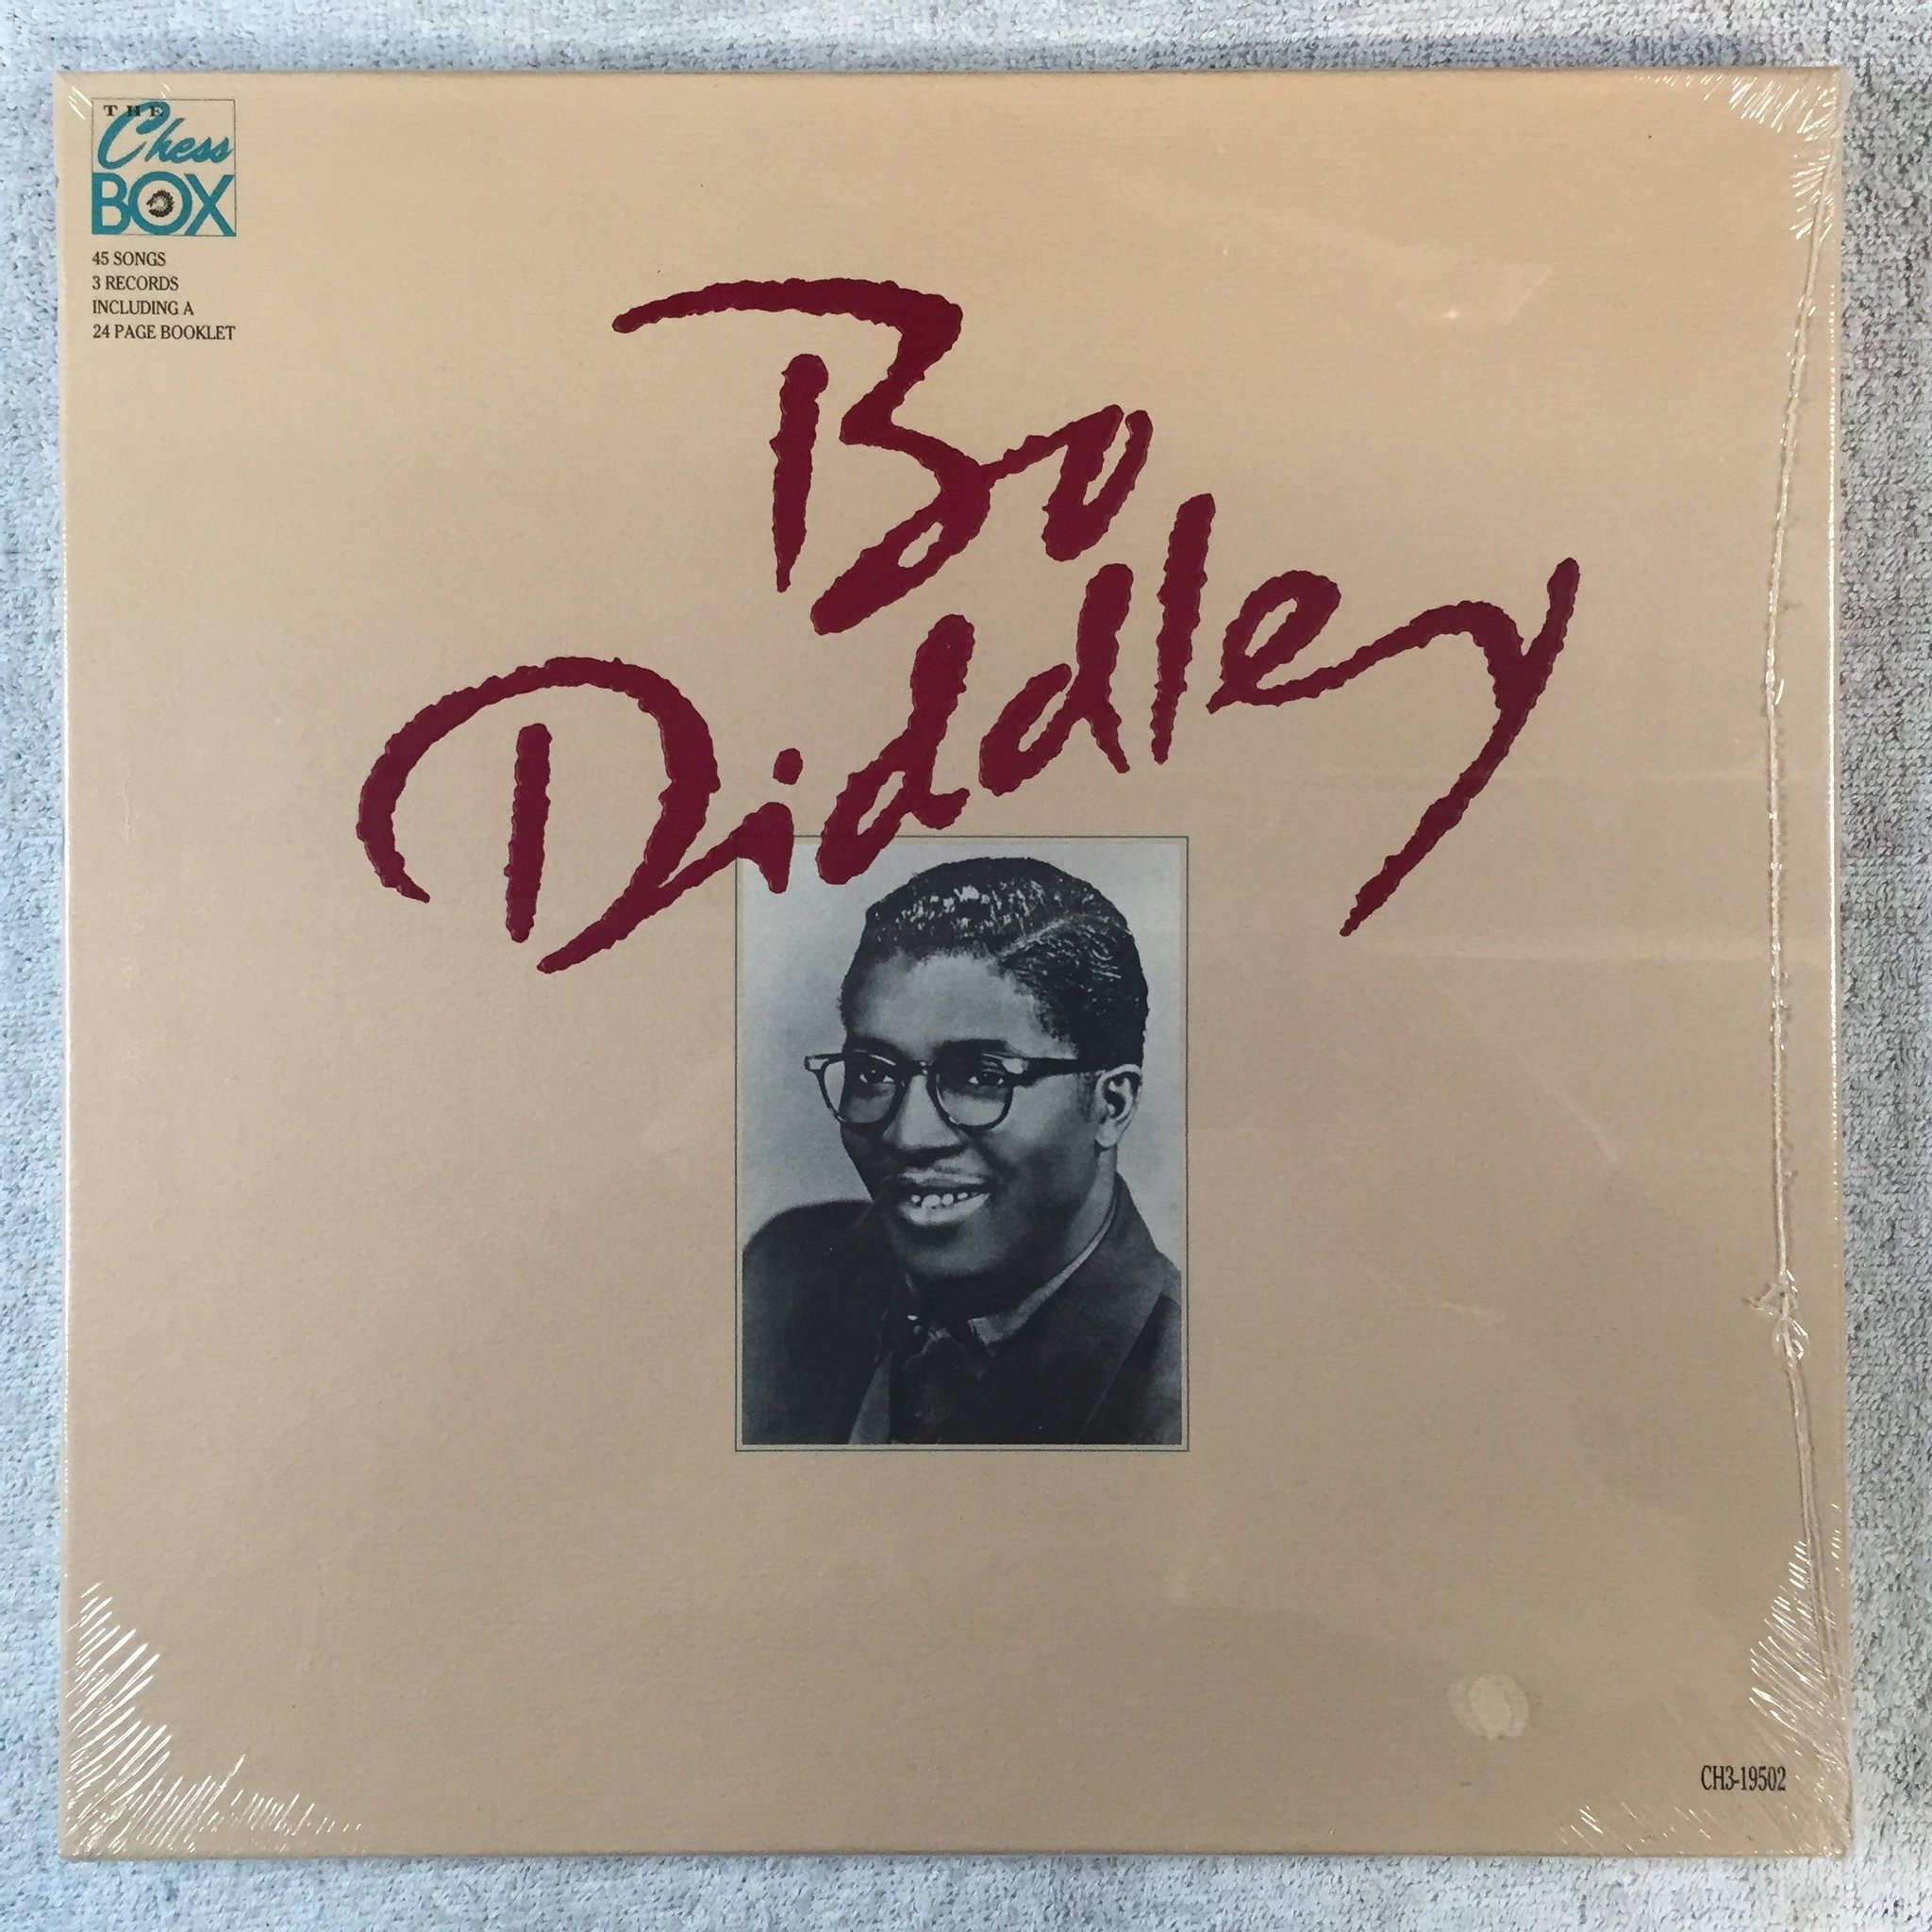 THE
Chess
BOX
45 SONGS
3 RECORDS
INCLUDING A
24 PAGE BOOKLET
Bo
Diddley
CH3-19502